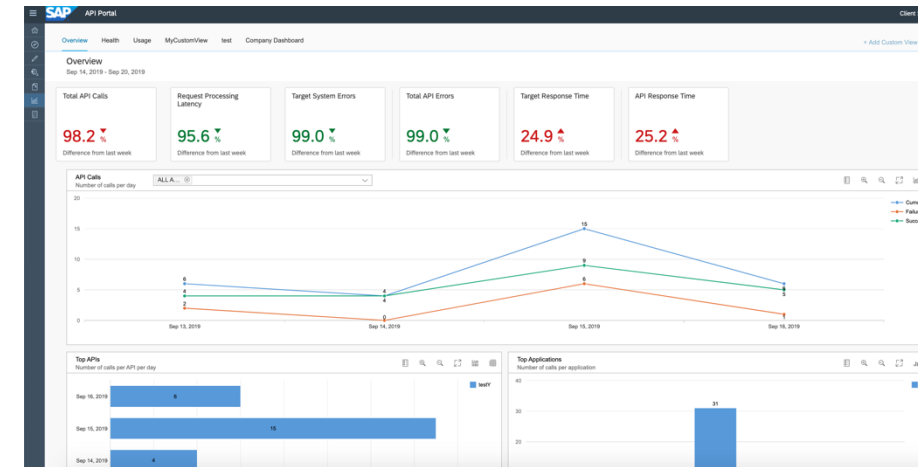 SAP API Portal Client
Overview Health Usage MyCustomView test Company Dashboard
+ Add Custom View
Overview
Sep 14, 2019 - Sep 20, 2019
Total API Calls
98.2 %
Difference from last week
Request Processing
Latency
95.6 %
Difference from last week
Target System Errors
99.0 %
Difference from last week
Total API Errors
99.0 %
Difference from last week
Target Response Time
24.9 %
Difference from last week
API Response Time
25.2 %
Difference from last week
API Calls
Number of calls per day
ALL A...
20
15
10
5
0
6
4
2
4
4
0
15
9
6
5
1
Sep 13, 2019 Sep 14, 2019 Sep 15, 2019 Sep 16, 2019
Top APIs
Number of calls per API per day
testY
Sep 16, 2019 6
Sep 15, 2019 15
Sep 14, 2019 4
Top Applications
Number of calls per application
40
30
20
31